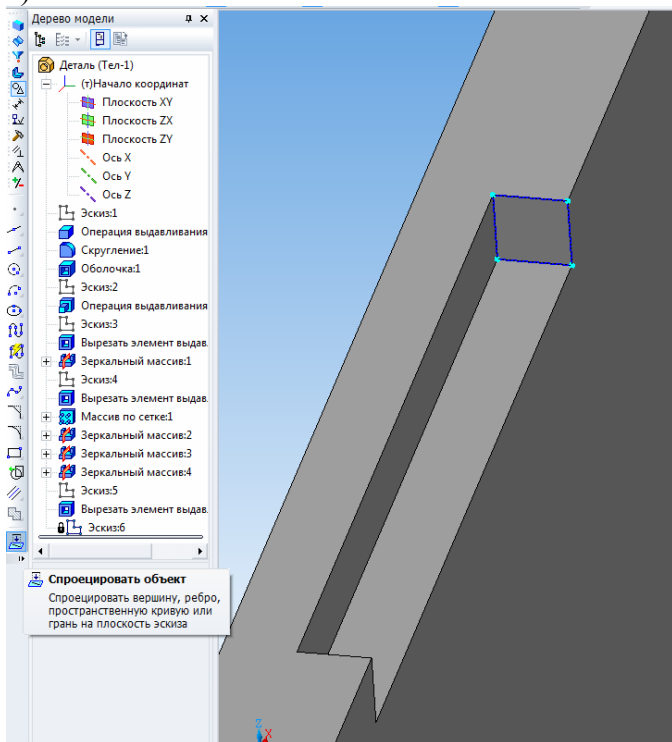 )
Дерево модели
Деталь (Тел-1)
(т)Начало координат
Плоскость XY
Плоскость ZX
Плоскость ZY
Ось X
Ось Y
Ось Z
Эскиз:1
Операция выдавливания
Скругление:1
Оболочка:1
Эскиз:2
Операция выдавливания
Эскиз:3
Вырезать элемент выдав.
Зеркальный массив:1
Эскиз:4
Вырезать элемент выдав.
Массив по сетке:1
Зеркальный массив:2
Зеркальный массив:3
Зеркальный массив:4
Эскиз:5
Вырезать элемент выдав.
Эскиз:6
Спроецировать объект
Спроецировать вершину, ребро,
пространственную кривую или
грань на плоскость эскиза
Z
X